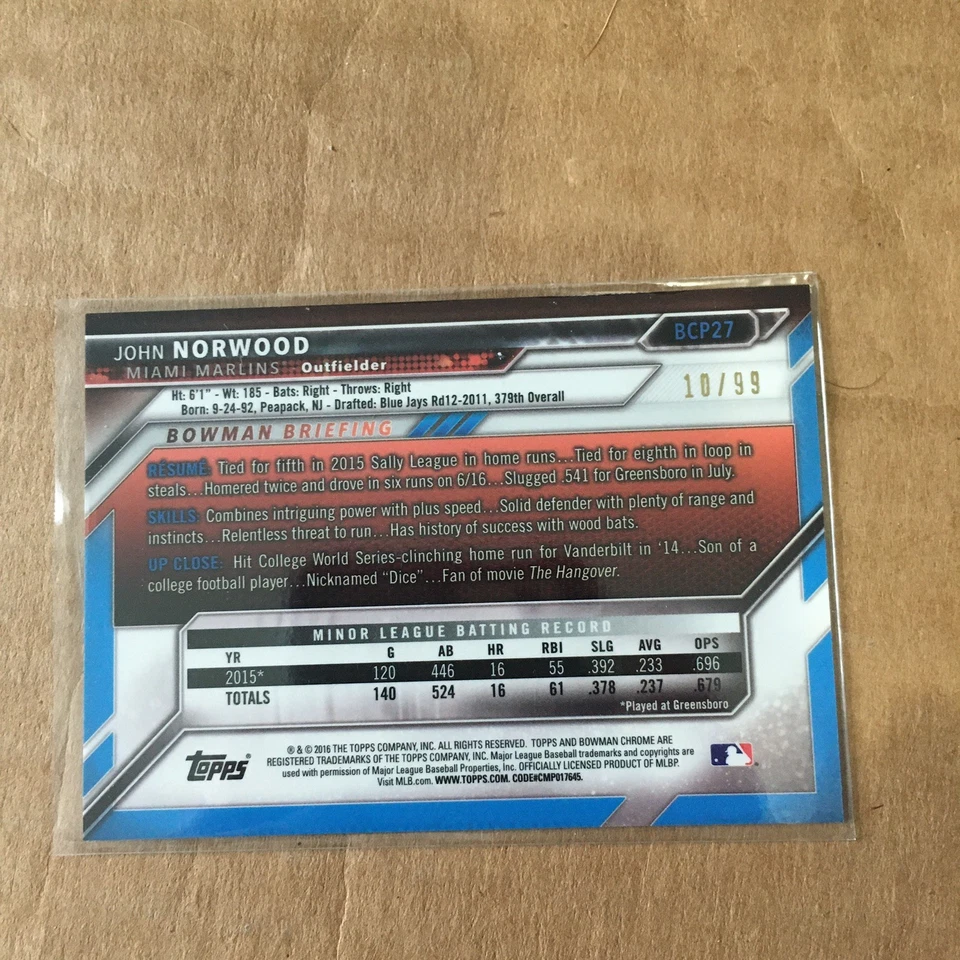 JOHN NORWOOD
BCP27
MIAMI MARLINS Outfielder
10/99
Ht: 6'1" - Wt: 185 - Bats: Right - Throws: Right
Born: 9-24-92, Peapack, NJ - Drafted: Blue Jays Rd12-2011, 379th Overall
BOWMAN BRIEFING
RÉSUMÉ: Tied for fifth in 2015 Sally League in home runs...Tied for eighth in loop in
steals...Homered twice and drove in six runs on 6/16...Slugged .541 for Greensboro in July.
SKILLS: Combines intriguing power with plus speed...Solid defender with plenty of range and
instincts...Relentless threat to run...Has history of success with wood bats.
UP CLOSE: Hit College World Series-clinching home run for Vanderbilt in '14...Son of a
college football player...Nicknamed "Dice"...Fan of movie The Hangover.
MINOR LEAGUE BATTING RECORD
YR G AB HR RBI SLG AVG OPS
2015* 120 446 16 55 .392 .233 .696
TOTALS 140 524 16 61 .378 .237 .679
*Played at Greensboro
Topps
® & © 2016 THE TOPPS COMPANY, INC. ALL RIGHTS RESERVED. TOPPS AND BOWMAN CHROME ARE
REGISTERED TRADEMARKS OF THE TOPPS COMPANY, INC. Major League Baseball trademarks and copyrights are
used with permission of Major League Baseball Properties, Inc. OFFICIALLY LICENSED PRODUCT OF MLBP.
Visit MLB.com. WWW.TOPPS.COM. CODE#CMP017645.